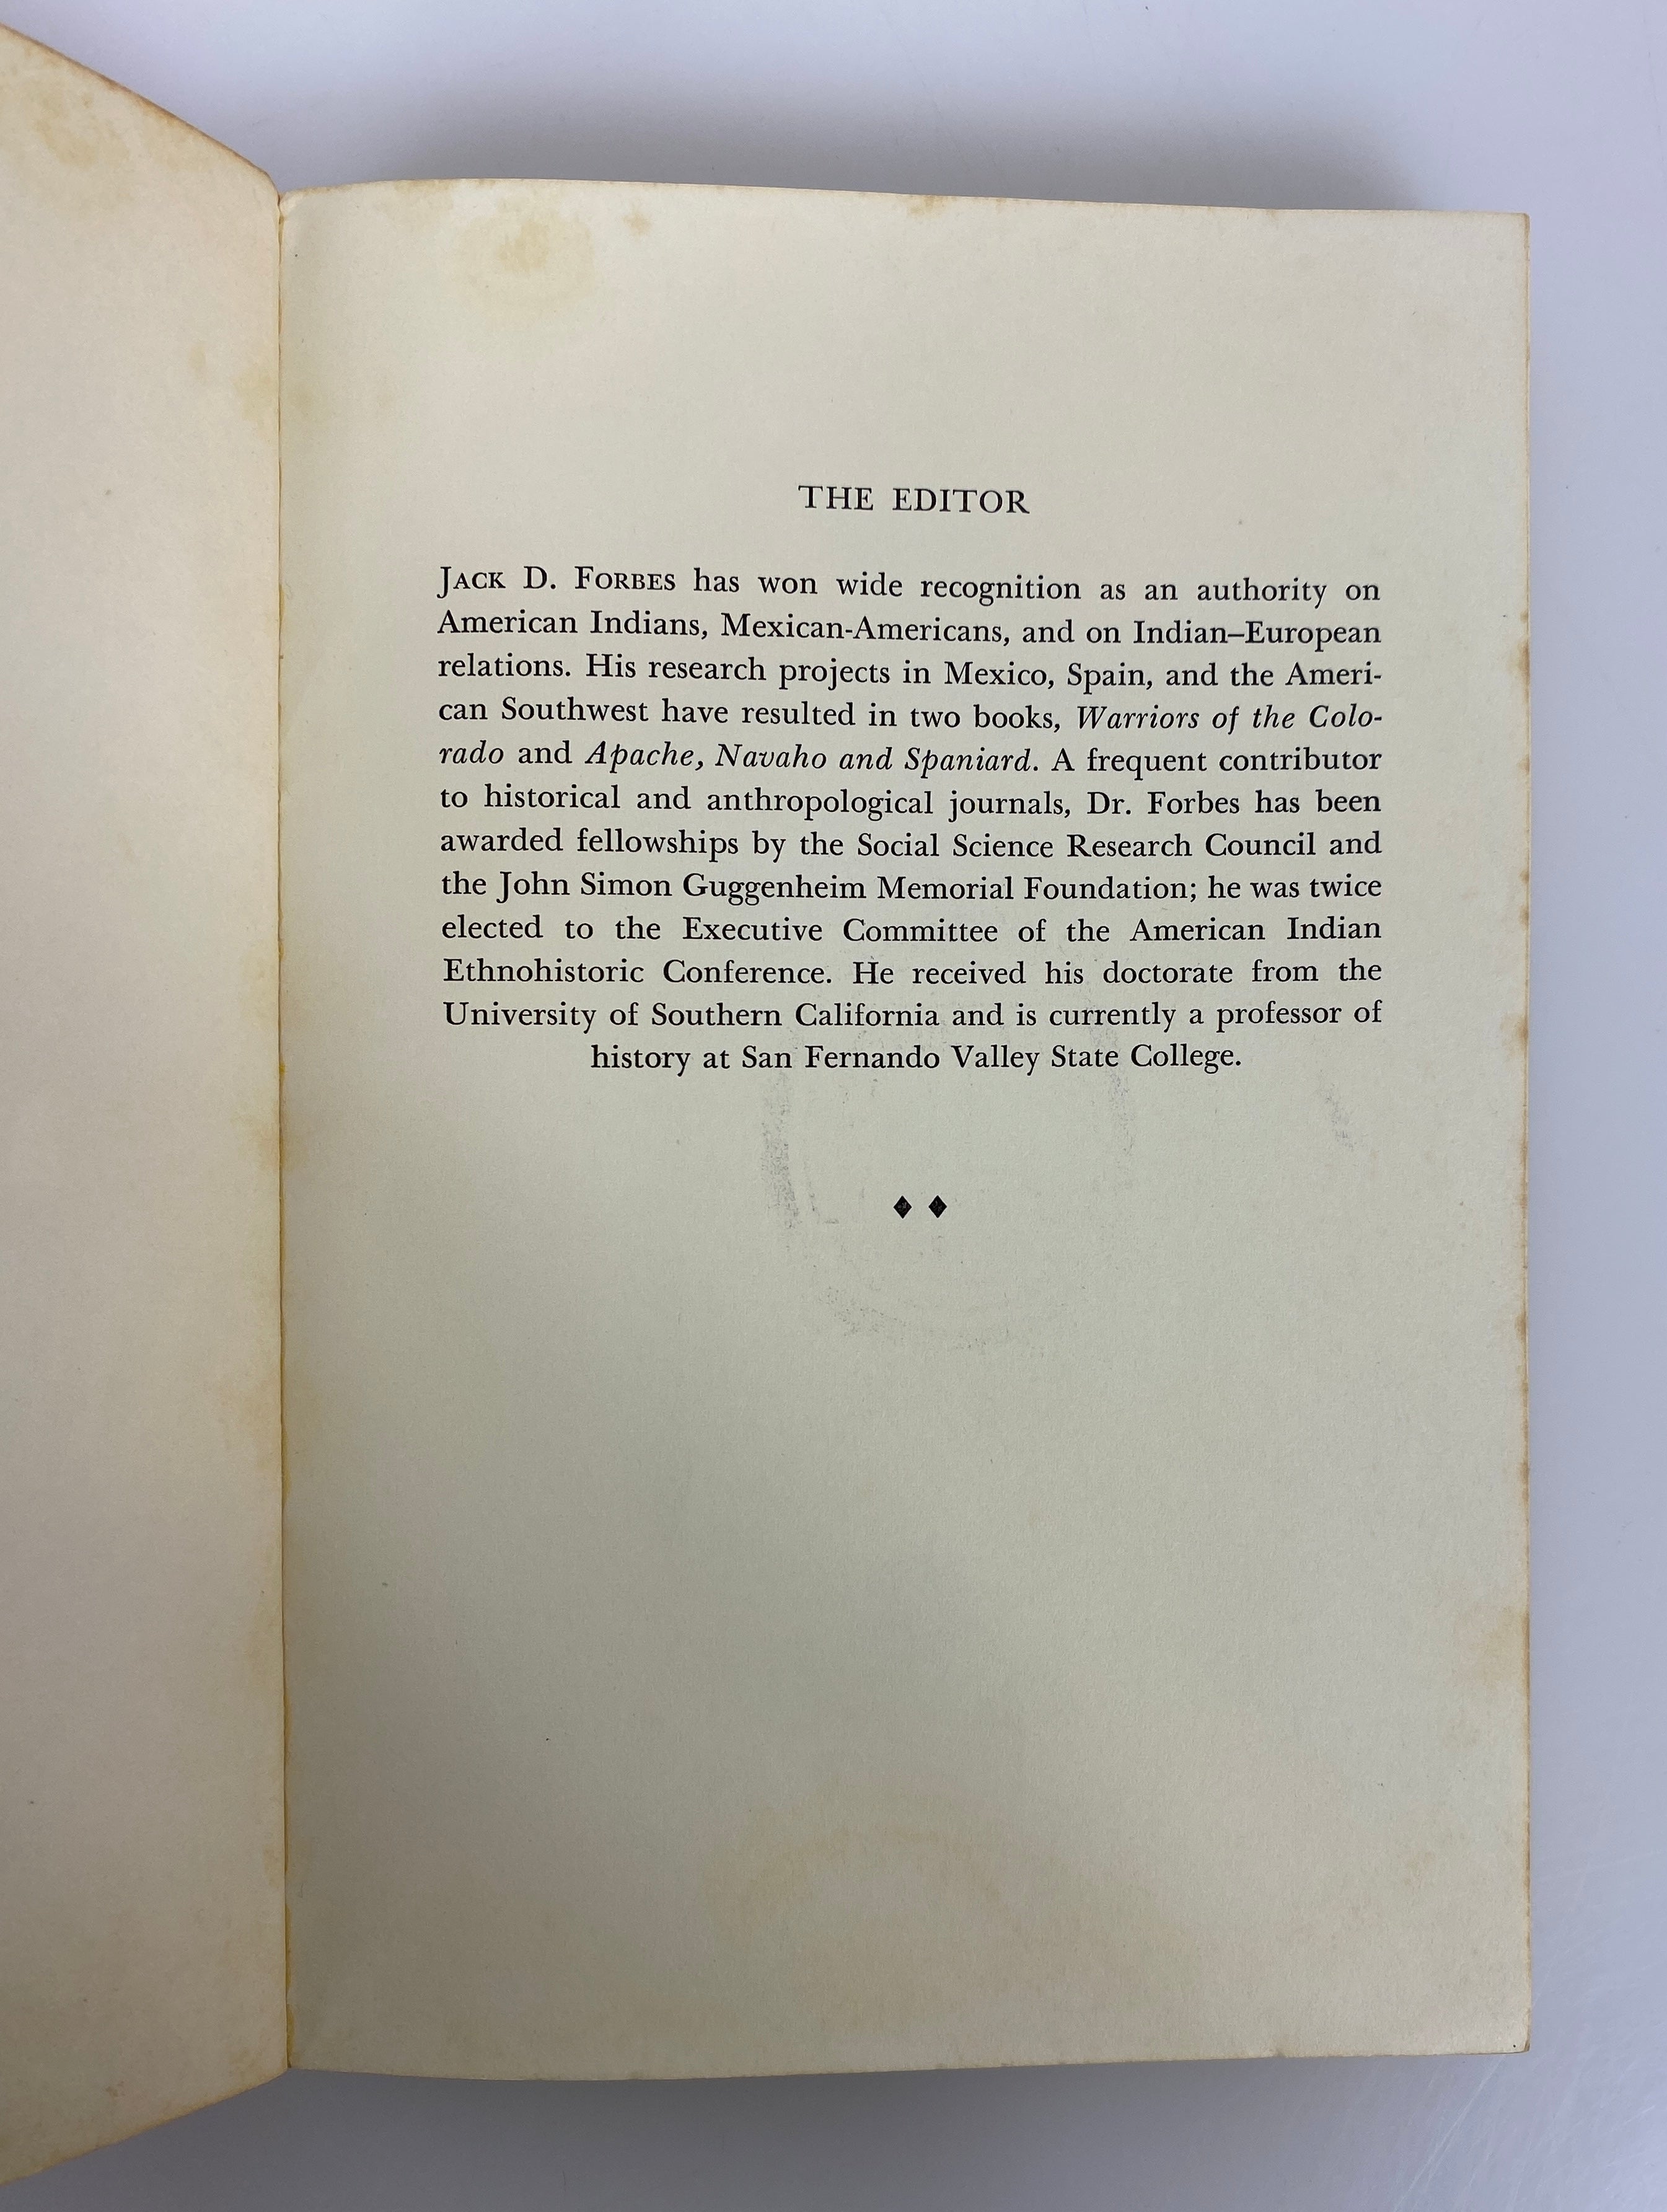 THE EDITOR
JACK D. FORBES has won wide recognition as an authority on
American Indians, Mexican-Americans, and on Indian–European
relations. His research projects in Mexico, Spain, and the Ameri-
can Southwest have resulted in two books, Warriors of the Colo-
rado and Apache, Navaho and Spaniard. A frequent contributor
to historical and anthropological journals, Dr. Forbes has been
awarded fellowships by the Social Science Research Council and
the John Simon Guggenheim Memorial Foundation; he was twice
elected to the Executive Committee of the American Indian
Ethnohistoric Conference. He received his doctorate from the
University of Southern California and is currently a professor of
history at San Fernando Valley State College.